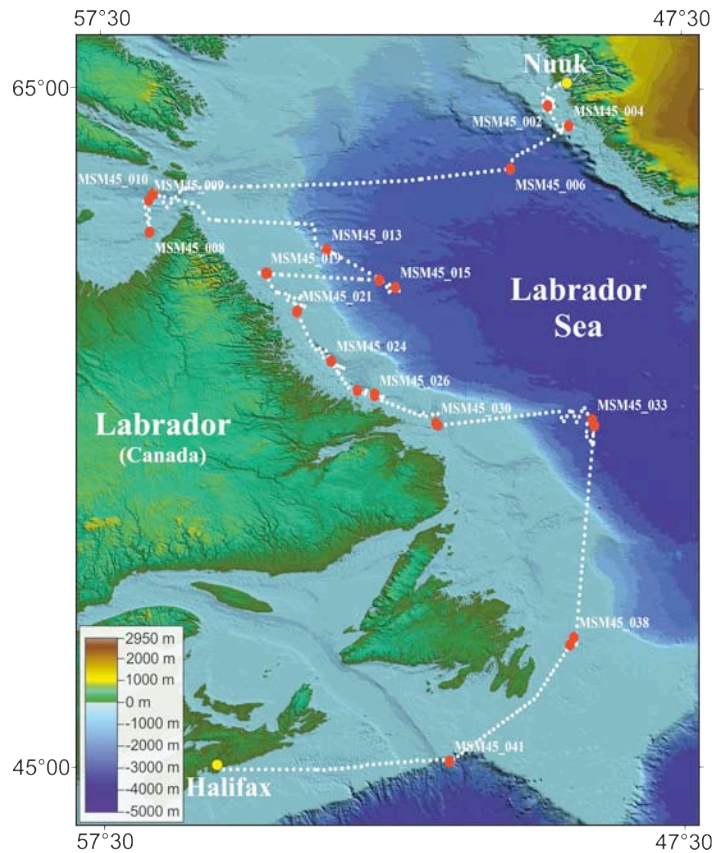 57°30
47°30
65°00
Nuuk
MSM45_002
MSM45_004
MSM45_006
MSM45_010
MSM45_009
MSM45_008
MSM45_013
MSM45_019
MSM45_015
MSM45_021
Labrador
Sea
MSM45_024
MSM45_026
MSM45_030
MSM45_033
Labrador
(Canada)
MSM45_038
2950 m
2000 m
1000 m
0 m
-1000 m
-2000 m
-3000 m
-4000 m
-5000 m
MSM45_041
45°00
Halifax
57°30
47°30